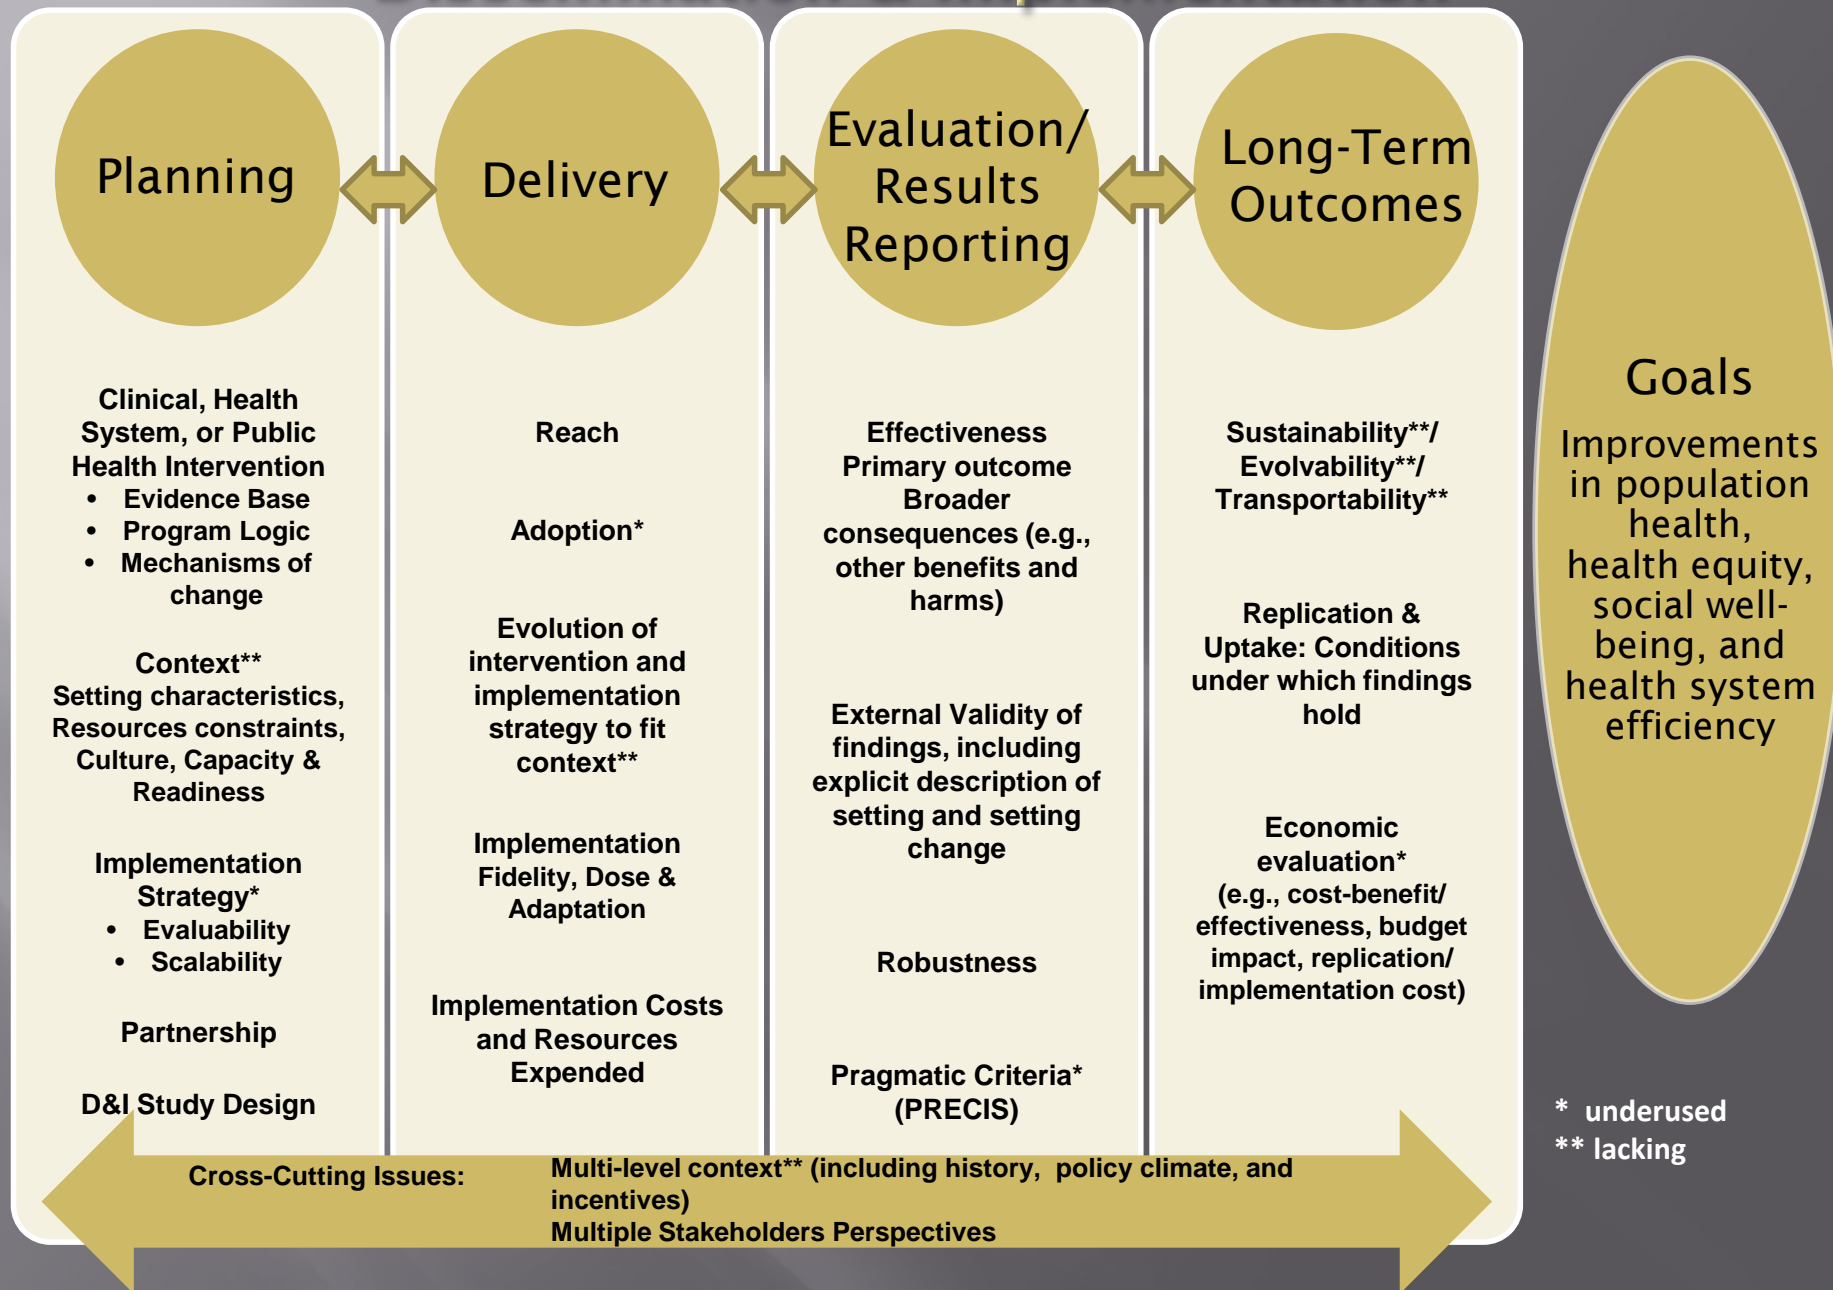 Planning
Clinical, Health
System, or Public
Health Intervention
• Evidence Base
• Program Logic
• Mechanisms of
change
Context**
Setting characteristics,
Resources constraints,
Culture, Capacity &
Readiness
Implementation
Strategy*
• Evaluability
• Scalability
Partnership
D&I Study Design
Delivery
Reach
Adoption*
Evolution of
intervention and
implementation
strategy to fit
context**
Implementation
Fidelity, Dose &
Adaptation
Implementation Costs
and Resources
Expended
Evaluation/
Results
Reporting
Effectiveness
Primary outcome
Broader
consequences (e.g.,
other benefits and
harms)
External Validity of
findings, including
explicit description of
setting and setting
change
Robustness
Pragmatic Criteria*
(PRECIS)
Long-Term
Outcomes
Sustainability**/
Evolvability**/
Transportability**
Replication &
Uptake: Conditions
under which findings
hold
Economic
evaluation*
(e.g., cost-benefit/
effectiveness, budget
impact, replication/
implementation cost)
Goals
Improvements
in population
health,
health equity,
social well-
being, and
health system
efficiency
* underused
** lacking
Cross-Cutting Issues:
Multi-level context** (including history, policy climate, and
incentives)
Multiple Stakeholders Perspectives